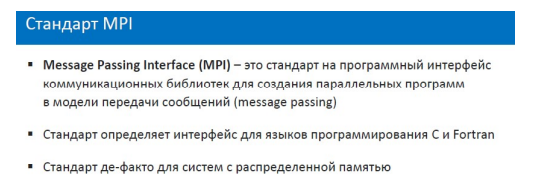 Стандарт MPI
▪ Message Passing Interface (MPI) – это стандарт на программный интерфейс
коммуникационных библиотек для создания параллельных программ
в модели передачи сообщений (message passing)
▪ Стандарт определяет интерфейс для языков программирования C и Fortran
▪ Стандарт де-факто для систем с распределенной памятью